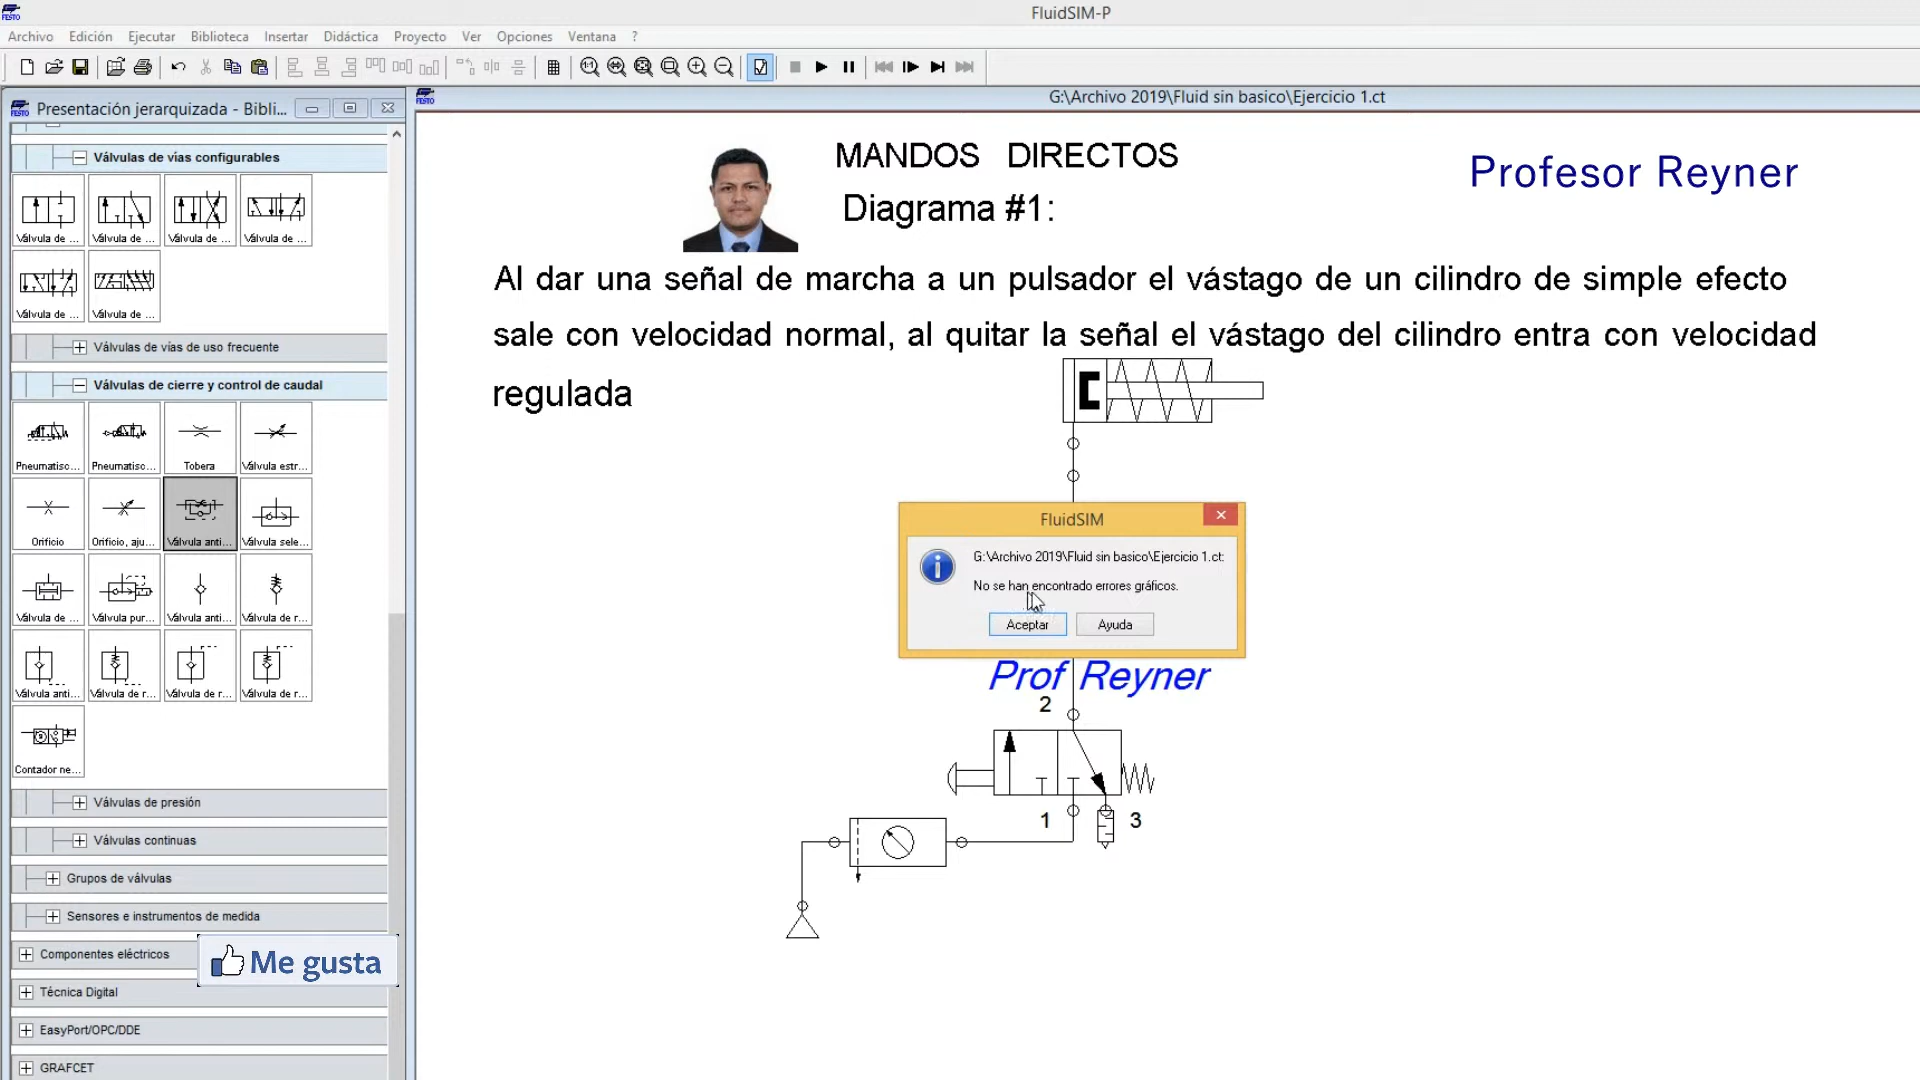 FluidSIM-P
Archivo Edición Ejecutar Biblioteca Insertar Didáctica Proyecto Ver Opciones Ventana ?
Presentación jerarquizada - Bibli...
G:\Archivo 2019\Fluid sin basico\Ejercicio 1.ct
Válvulas de vías configurables
Válvula de ... Válvula de ... Válvula de ... Válvula de ...
Válvula de ... Válvula de ...
Válvulas de vías de uso frecuente
Válvulas de cierre y control de caudal
Pneumatisc... Pneumatisc... Tobera Válvula estr...
Orificio Orificio, aju... Válvula anti... Válvula sele...
Válvula de ... Válvula pur... Válvula anti... Válvula de r...
Válvula anti... Válvula de r... Válvula de r... Válvula de r...
Contador ne...
Válvulas de presión
Válvulas continuas
Grupos de válvulas
Sensores e instrumentos de medida
Componentes eléctricos
Técnica Digital
EasyPort/OPC/DDE
GRAFCET
Me gusta
MANDOS DIRECTOS
Diagrama #1:
Profesor Reyner
Al dar una señal de marcha a un pulsador el vástago de un cilindro de simple efecto
sale con velocidad normal, al quitar la señal el vástago del cilindro entra con velocidad
regulada
FluidSIM
G:\Archivo 2019\Fluid sin basico\Ejercicio 1.ct:
No se han encontrado errores gráficos.
Aceptar Ayuda
Prof Reyner
2
1 3